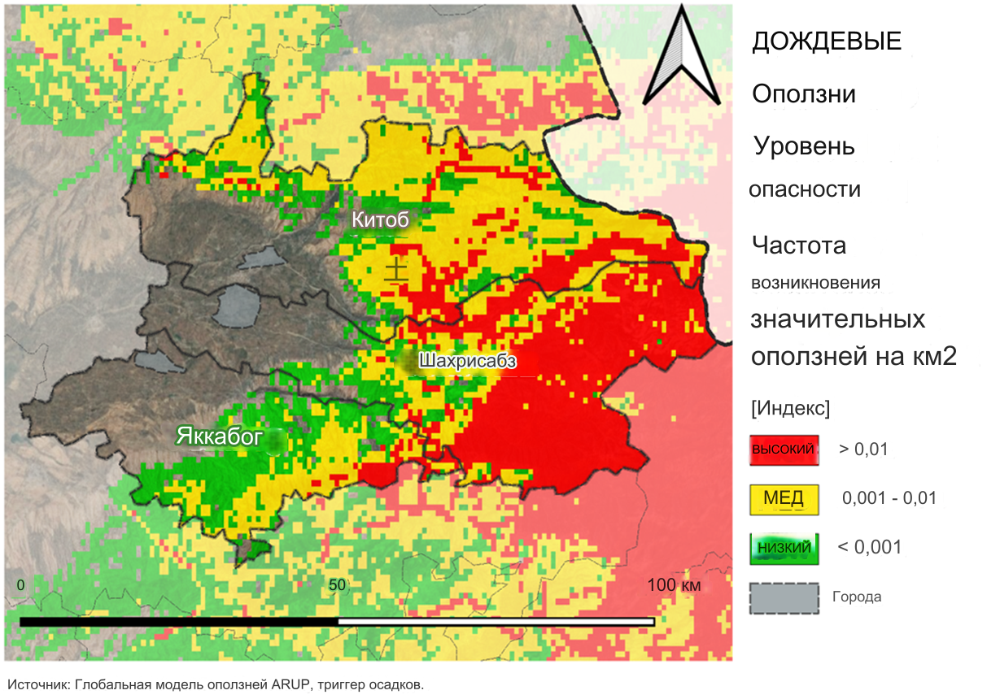 ДОЖДЕВЫЕ
Оползни
Уровень
опасности
Частота
возникновения
значительных
оползней на км2
[Индекс]
ВЫСОКИЙ > 0,01
МЕД 0,001 - 0,01
НИЗКИЙ < 0,001
Города
Китоб
Шахрисабз
Яккабог
0 50 100 км
Источник: Глобальная модель оползней ARUP, триггер осадков.